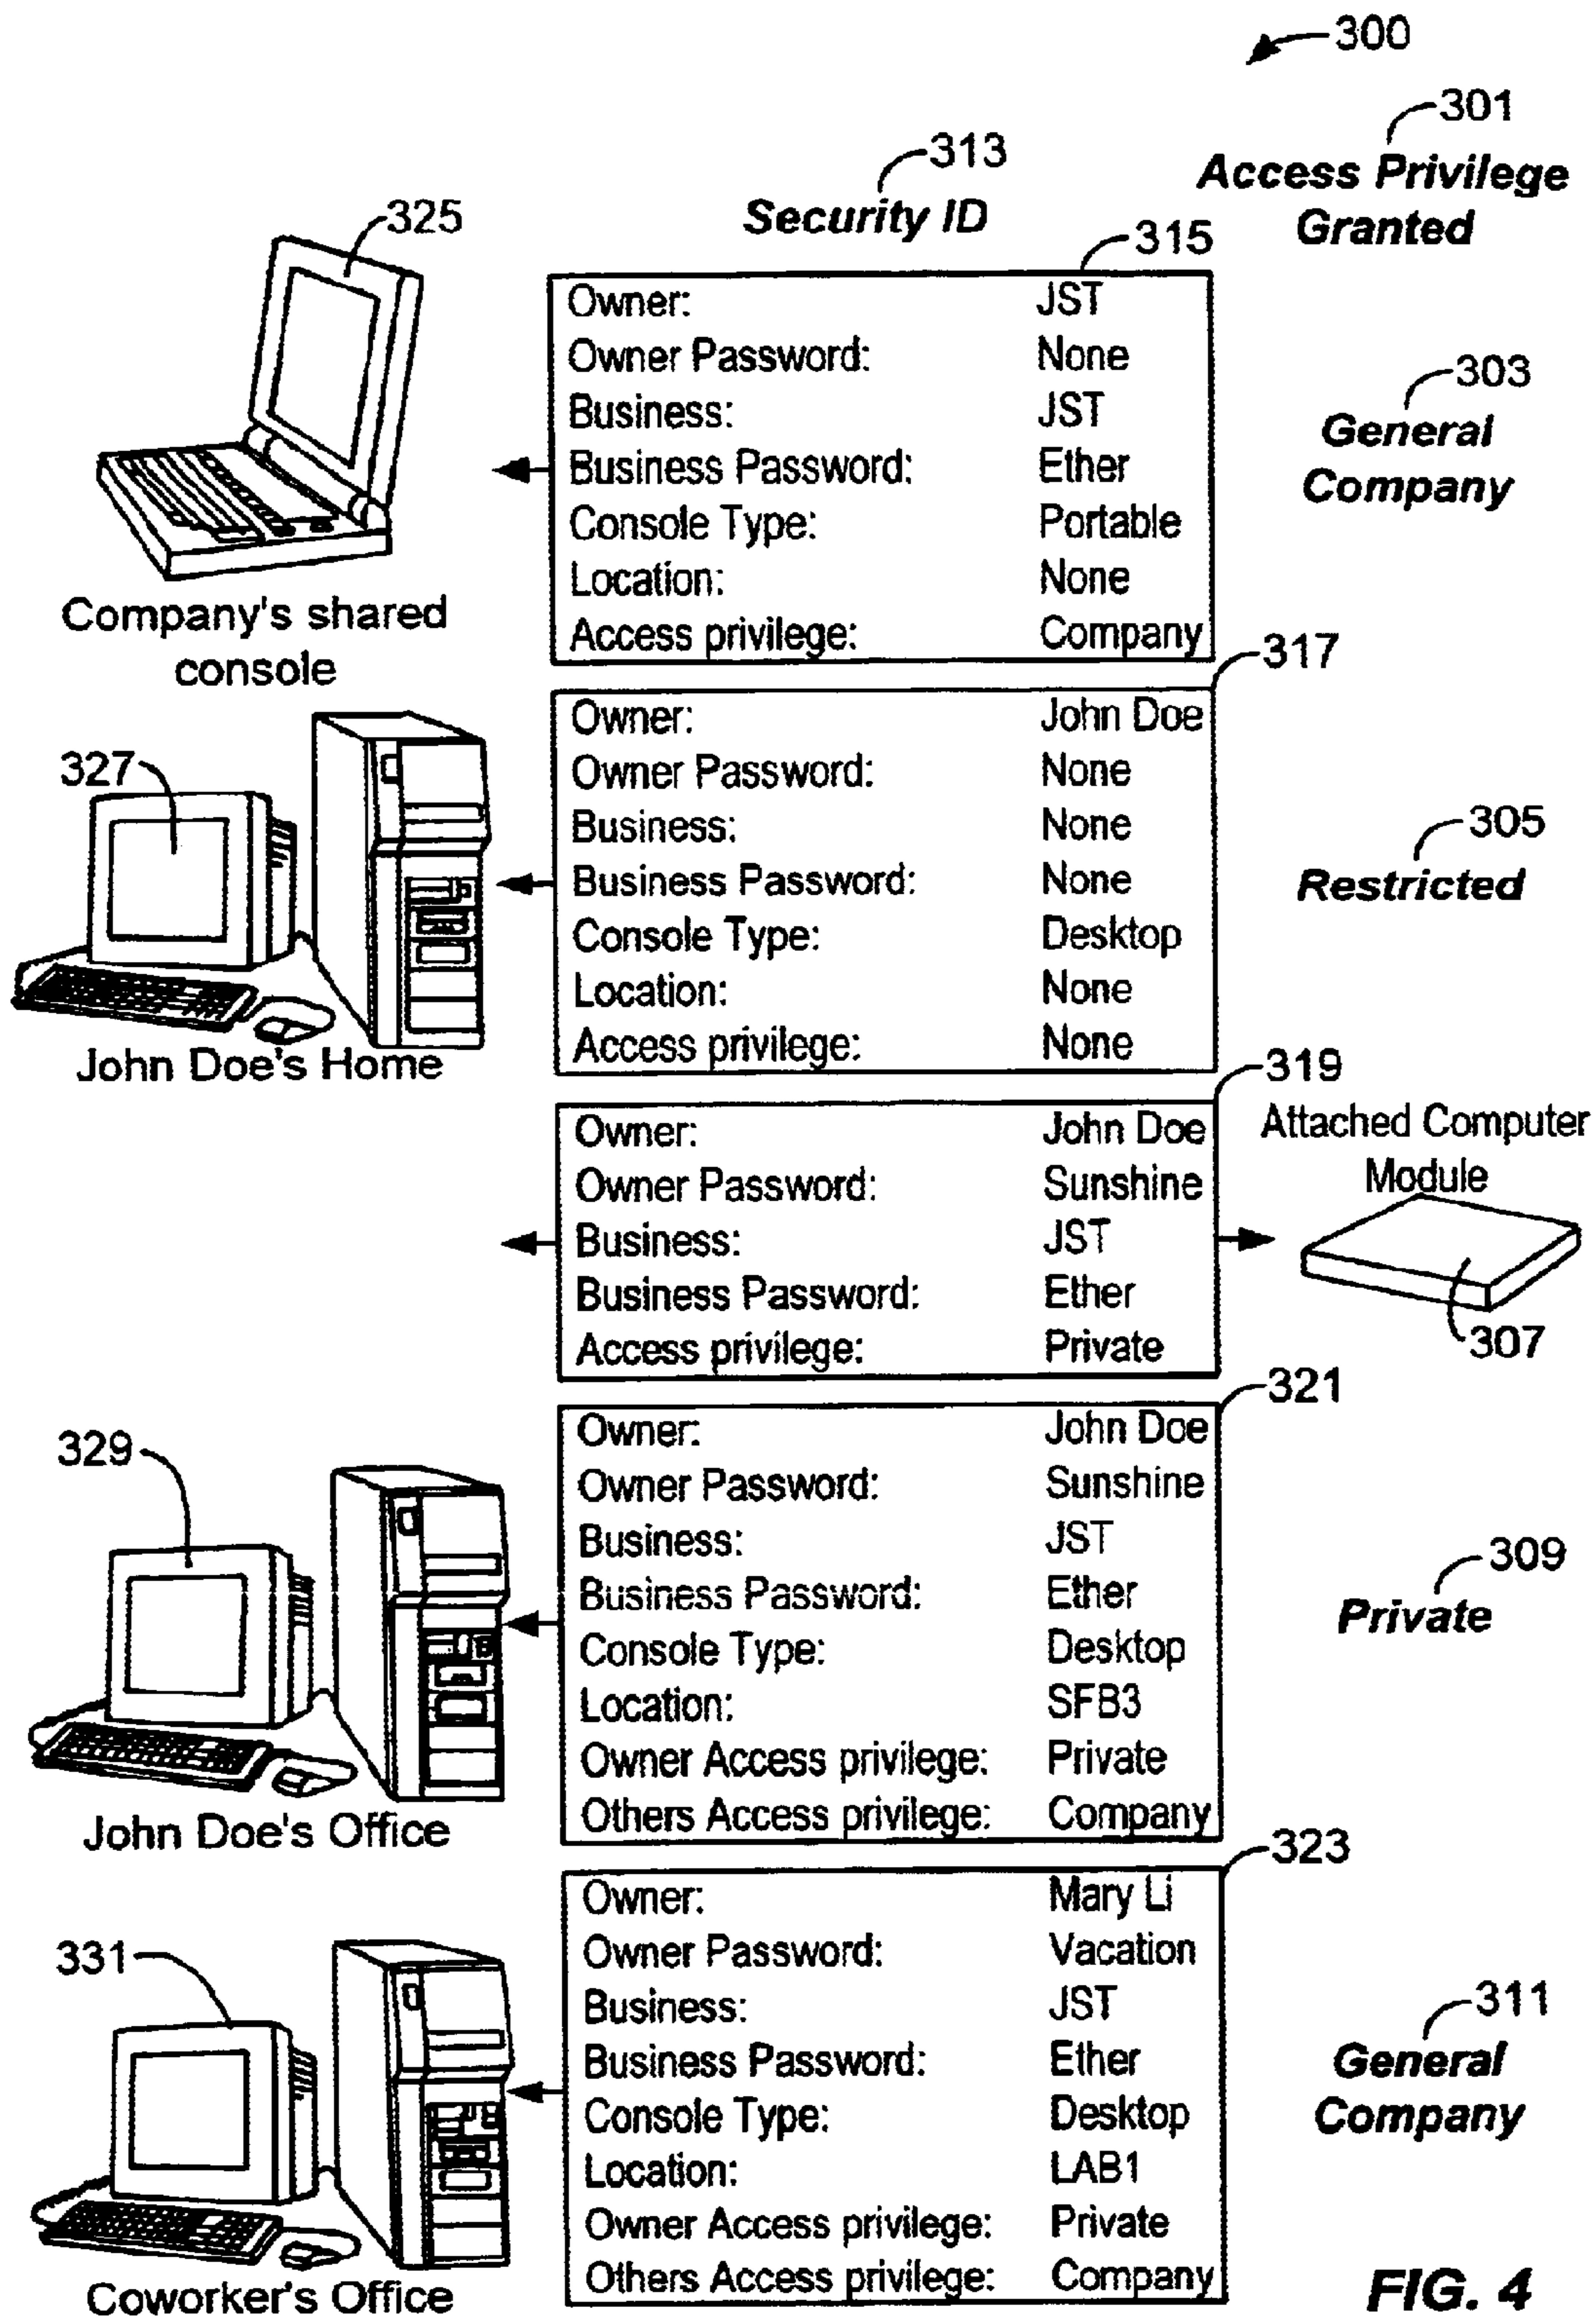 300
301
Access Privilege
Granted
313
Security ID
325
315
Owner: JST
Owner Password: None
Business: JST
Business Password: Ether
Console Type: Portable
Location: None
Access privilege: Company
303
General
Company
Company's shared
console
317
Owner: John Doe
Owner Password: None
Business: None
Business Password: None
Console Type: Desktop
Location: None
Access privilege: None
327
305
Restricted
John Doe's Home
319
Owner: John Doe
Owner Password: Sunshine
Business: JST
Business Password: Ether
Access privilege: Private
Attached Computer
Module
307
321
Owner: John Doe
Owner Password: Sunshine
Business: JST
Business Password: Ether
Console Type: Desktop
Location: SFB3
Owner Access privilege: Private
Others Access privilege: Company
329
309
Private
John Doe's Office
323
Owner: Mary Li
Owner Password: Vacation
Business: JST
Business Password: Ether
Console Type: Desktop
Location: LAB1
Owner Access privilege: Private
Others Access privilege: Company
331
311
General
Company
Coworker's Office
FIG. 4